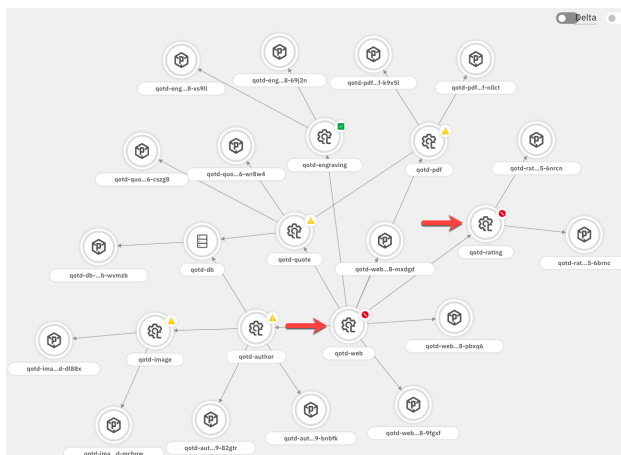 Delta
qotd-eng...8-xs9ll
qotd-eng...8-69j2n
qotd-pdf...f-k9x5l
qotd-pdf...f-nllct
qotd-engraving
qotd-pdf
qotd-rat...5-6nrcn
qotd-quo...6-cszg8
qotd-quo...6-wr8w4
qotd-rating
qotd-rat...5-6brnc
qotd-quote
qotd-web...8-mxdgd
qotd-db
qotd-db-...b-wvmzb
qotd-image
qotd-author
qotd-web
qotd-web...8-pbxq6
qotd-ima...d-dl88x
qotd-web...8-9fgxf
qotd-aut...9-bnbfk
qotd-aut...9-82gtr